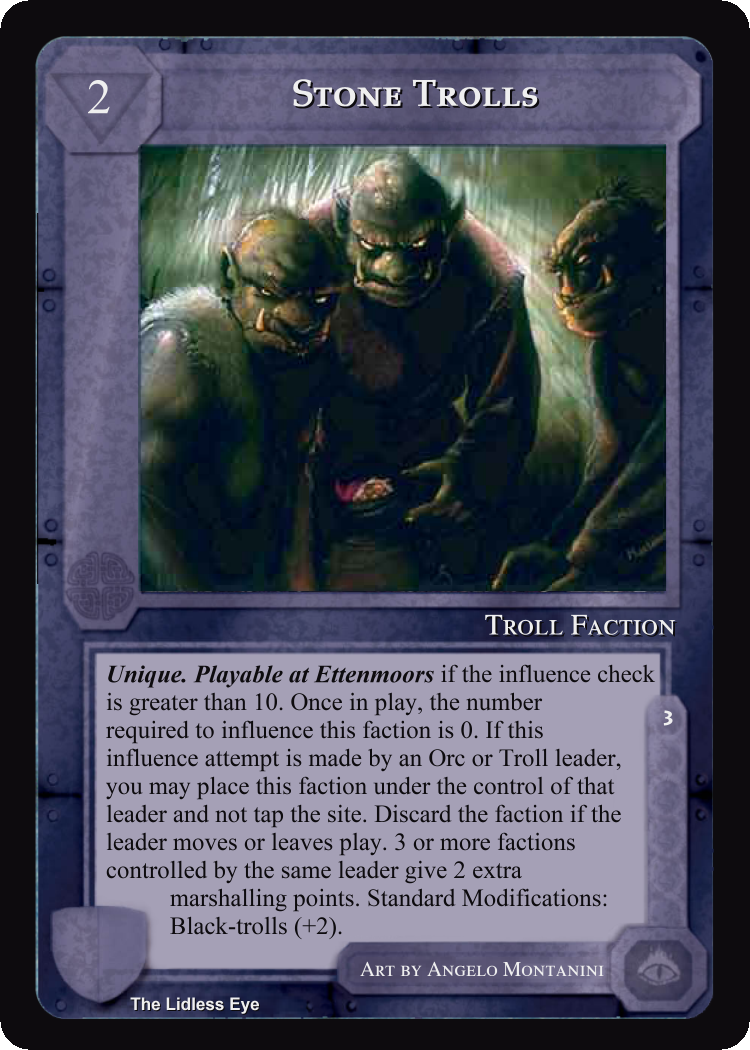 2
STONE TROLLS
TROLL FACTION
Unique. Playable at Ettenmoors if the influence check
is greater than 10. Once in play, the number
required to influence this faction is 0. If this
influence attempt is made by an Orc or Troll leader,
you may place this faction under the control of that
leader and not tap the site. Discard the faction if the
leader moves or leaves play. 3 or more factions
controlled by the same leader give 2 extra
marshalling points. Standard Modifications:
Black-trolls (+2).
3
ART BY ANGELO MONTANINI
The Lidless Eye